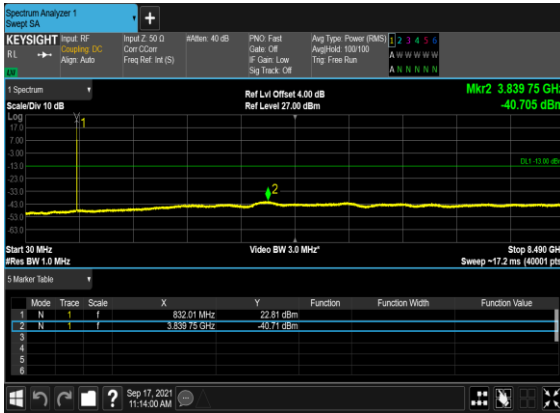 Spectrum Analyzer 1
Swept SA
+
KEYSIGHT Input: RF Input Z: 50 Ω #Atten: 40 dB PNO: Fast Avg Type: Power (RMS) 1 2 3 4 5 6
RL Coupling: DC Corr CCorr Gate: Off Avg|Hold: 100/100 A W W W W W
Align: Auto Freq Ref: Int (S) IF Gain: Low Trig: Free Run
Sig Track: Off A N N N N N
1 Spectrum
Scale/Div 10 dB
Ref Lvl Offset 4.00 dB
Ref Level 27.00 dBm
Mkr2 3.839 75 GHz
-40.705 dBm
Log
17.0
7.00
-3.00
-13.0
-23.0
-33.0
-43.0
-53.0
-63.0
1
2
DL1 -13.00 dBm
Start 30 MHz Video BW 3.0 MHz* Stop 8.490 GHz
#Res BW 1.0 MHz Sweep ~17.2 ms (40001 pts)
5 Marker Table
Mode Trace Scale X Y Function Function Width Function Value
1 N 1 f 832.01 MHz 22.81 dBm
2 N 1 f 3.839 75 GHz -40.71 dBm
3
4
5
6
? Sep 17, 2021
11:14:00 AM